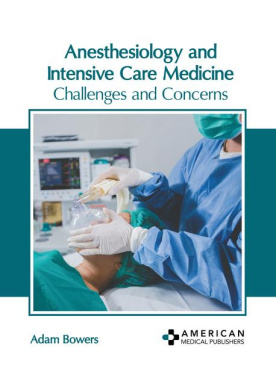 Anesthesiology and
Intensive Care Medicine
Challenges and Concerns
Adam Bowers
AMERICAN
MEDICAL PUBLISHERS